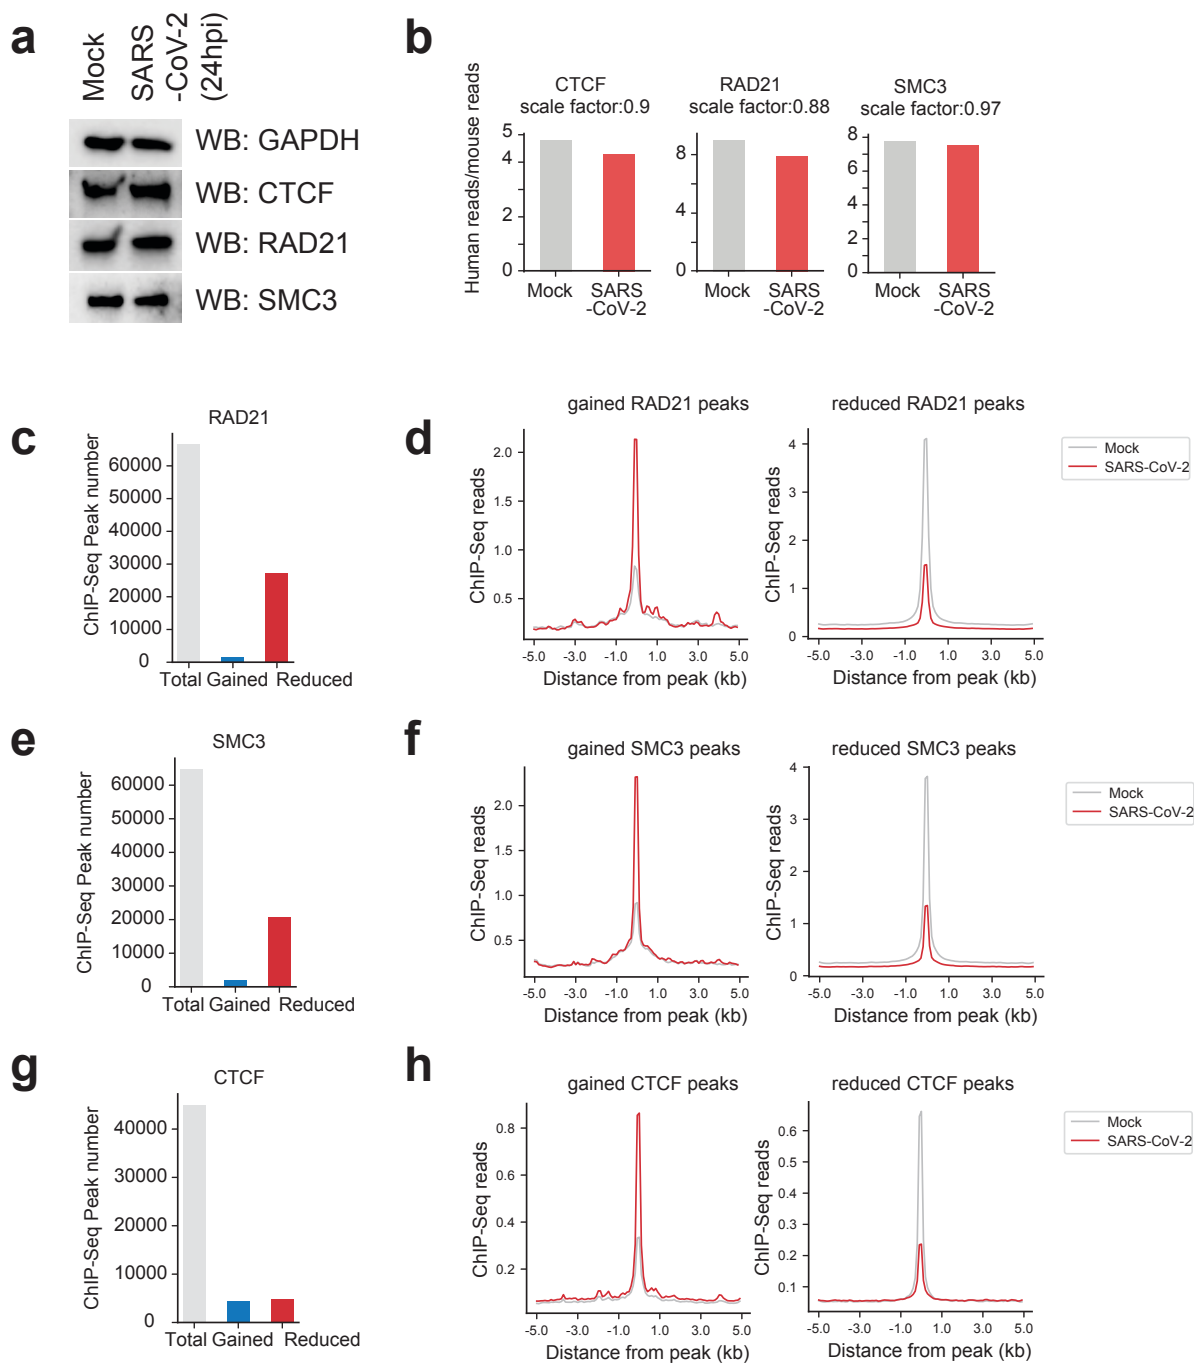 a
Mock
SARS
-CoV-2
(24hpi)
WB: GAPDH
WB: CTCF
WB: RAD21
WB: SMC3
b
Human reads/mouse reads
CTCF
scale factor:0.9
5
4
2
0
Mock
SARS
-CoV-2
RAD21
scale factor:0.88
8
4
0
Mock
SARS
-CoV-2
SMC3
scale factor:0.97
8
6
4
2
0
Mock
SARS
-CoV-2
c
RAD21
ChIP-Seq Peak number
60000
50000
40000
30000
20000
10000
0
Total Gained Reduced
d
gained RAD21 peaks
ChIP-Seq reads
2.0
1.5
1.0
0.5
-5.0 -3.0 -1.0 1.0 3.0 5.0
Distance from peak (kb)
reduced RAD21 peaks
ChIP-Seq reads
4
3
2
1
0
-5.0 -3.0 -1.0 1.0 3.0 5.0
Distance from peak (kb)
Mock
SARS-CoV-2
e
SMC3
ChIP-Seq Peak number
60000
50000
40000
30000
20000
10000
0
Total Gained Reduced
f
gained SMC3 peaks
ChIP-Seq reads
2.0
1.5
1.0
0.5
-5.0 -3.0 -1.0 1.0 3.0 5.0
Distance from peak (kb)
reduced SMC3 peaks
ChIP-Seq reads
4
3
2
1
0
-5.0 -3.0 -1.0 1.0 3.0 5.0
Distance from peak (kb)
Mock
SARS-CoV-2
g
CTCF
ChIP-Seq Peak number
40000
30000
20000
10000
0
Total Gained Reduced
h
gained CTCF peaks
ChIP-Seq reads
0.8
0.6
0.4
0.2
-5.0 -3.0 -1.0 1.0 3.0 5.0
Distance from peak (kb)
reduced CTCF peaks
ChIP-Seq reads
0.6
0.5
0.4
0.3
0.2
0.1
-5.0 -3.0 -1.0 1.0 3.0 5.0
Distance from peak (kb)
Mock
SARS-CoV-2